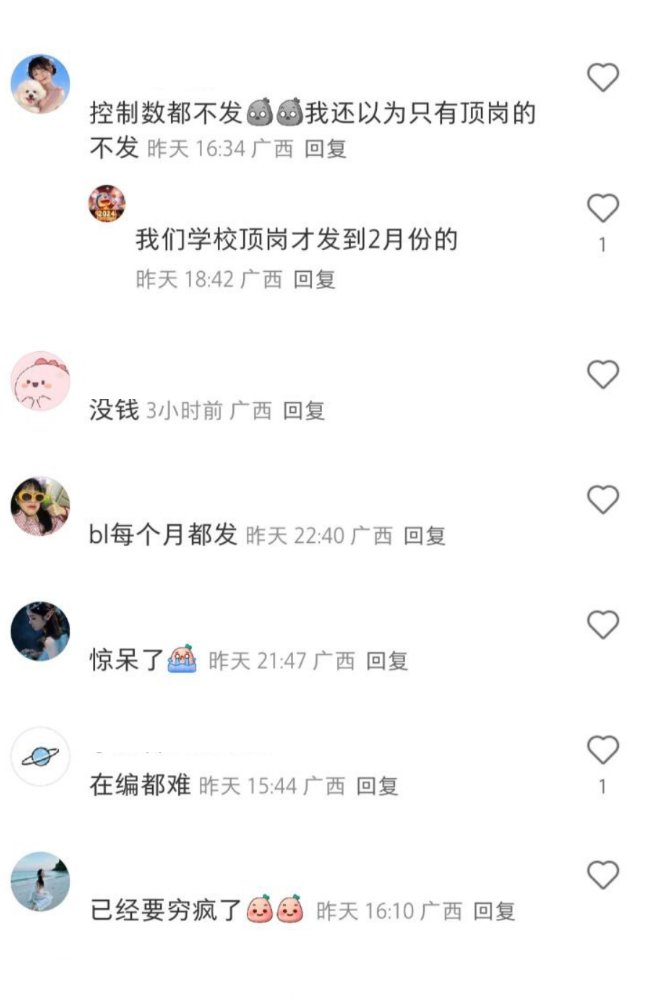 控制数都不发我还以为只有顶岗的
不发 昨天 16:34 广西 回复
2024
我们学校顶岗才发到2月份的
1
昨天 18:42 广西 回复
没钱 3小时前 广西 回复
bl每个月都发 昨天 22:40 广西 回复
惊呆了 昨天 21:47 广西 回复
在编都难 昨天 15:44 广西 回复
1
已经要穷疯了 昨天 16:10 广西 回复